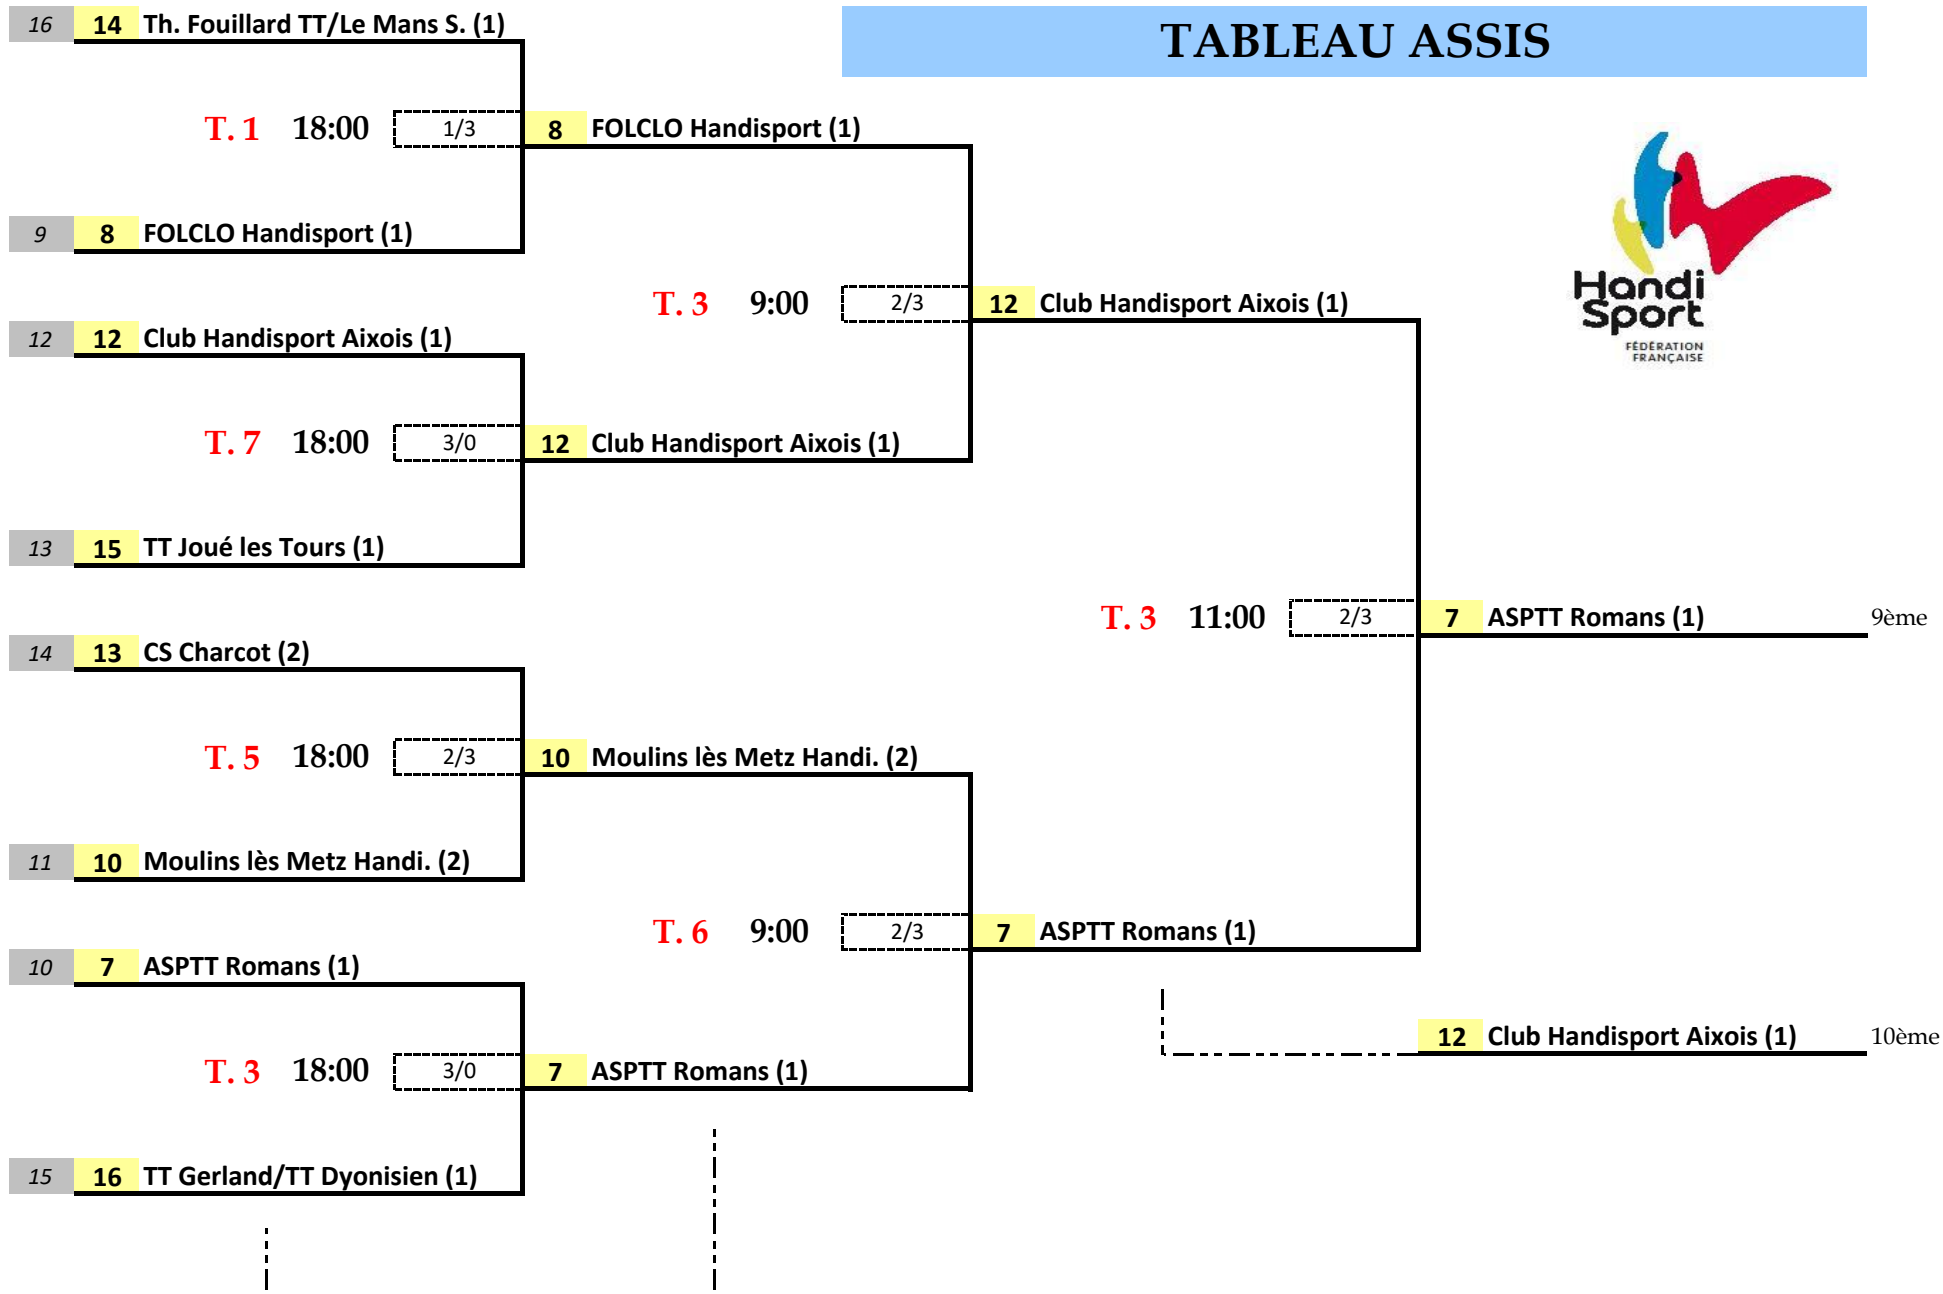 16 14 Th. Fouillard TT/Le Mans S. (1)
TABLEAU ASSIS
T. 1 18:00 1/3 8 FOLCLO Handisport (1)
9 8 FOLCLO Handisport (1)
T. 3 9:00 2/3 12 Club Handisport Aixois (1)
Handi
Sport
FÉDÉRATION
FRANÇAISE
12 12 Club Handisport Aixois (1)
T. 7 18:00 3/0 12 Club Handisport Aixois (1)
13 15 TT Joué les Tours (1)
T. 3 11:00 2/3 7 ASPTT Romans (1) 9ème
14 13 CS Charcot (2)
T. 5 18:00 2/3 10 Moulins lès Metz Handi. (2)
11 10 Moulins lès Metz Handi. (2)
T. 6 9:00 2/3 7 ASPTT Romans (1)
10 7 ASPTT Romans (1)
12 Club Handisport Aixois (1) 10ème
T. 3 18:00 3/0 7 ASPTT Romans (1)
15 16 TT Gerland/TT Dyonisien (1)